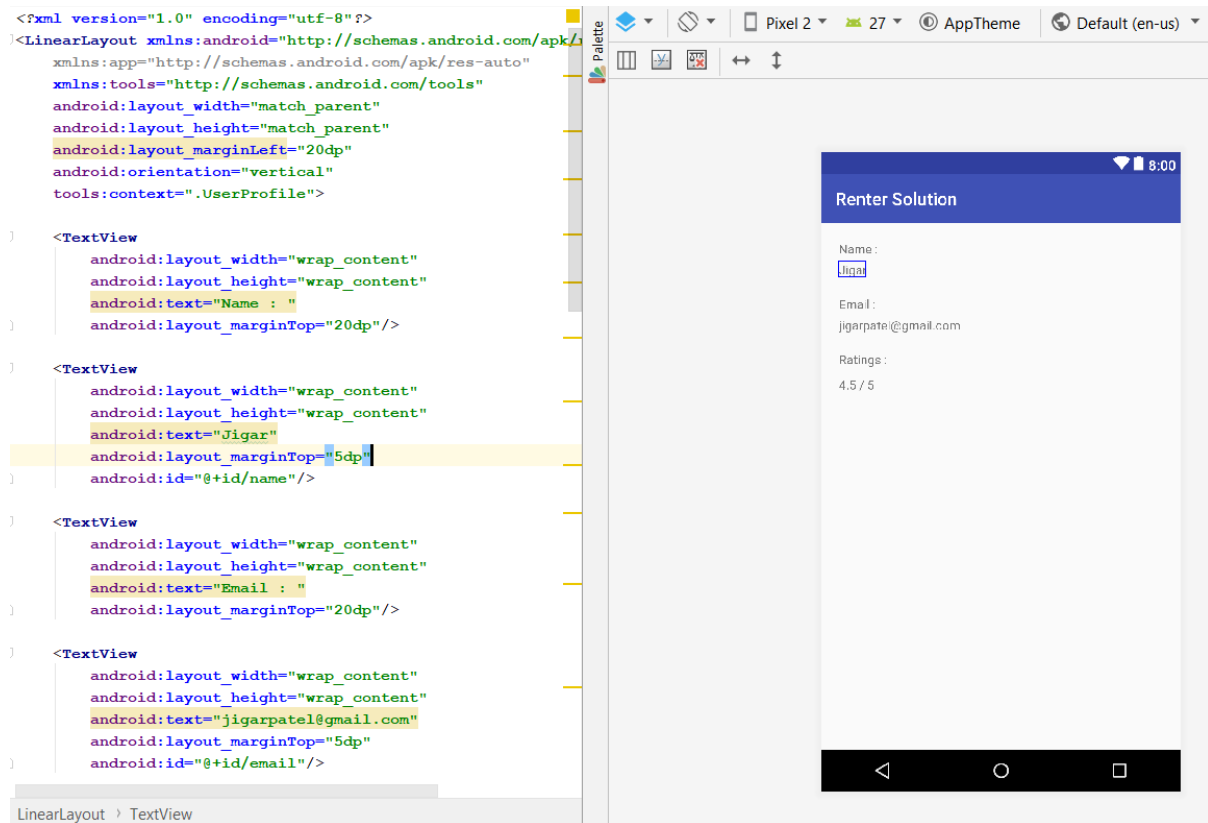 <?xml version="1.0" encoding="utf-8"?>
<LinearLayout xmlns:android="http://schemas.android.com/apk/
xmlns:app="http://schemas.android.com/apk/res-auto"
xmlns:tools="http://schemas.android.com/tools"
android:layout_width="match_parent"
android:layout_height="match_parent"
android:layout_marginLeft="20dp"
android:orientation="vertical"
tools:context=".UserProfile">
<TextView
android:layout_width="wrap_content"
android:layout_height="wrap_content"
android:text="Name : "
android:layout_marginTop="20dp"/>
<TextView
android:layout_width="wrap_content"
android:layout_height="wrap_content"
android:text="Jigar"
android:layout_marginTop="5dp"
android:id="@+id/name"/>
<TextView
android:layout_width="wrap_content"
android:layout_height="wrap_content"
android:text="Email : "
android:layout_marginTop="20dp"/>
<TextView
android:layout_width="wrap_content"
android:layout_height="wrap_content"
android:text="jigarpatel@gmail.com"
android:layout_marginTop="5dp"
android:id="@+id/email"/>
LinearLayout › TextView
Palette
Pixel 2 27 AppTheme Default (en-us)
8:00
Renter Solution
Name :
Jigar
Email :
jigarpatel@gmail.com
Ratings :
4.5 / 5